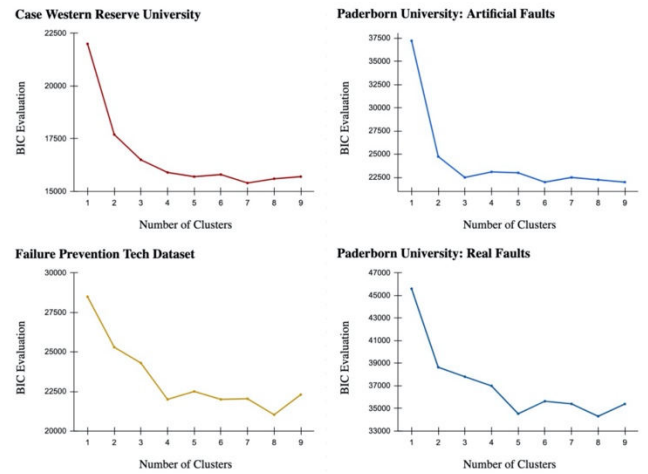 Case Western Reserve University
22500
20000
17500
15000
BIC Evaluation
1 2 3 4 5 6 7 8 9
Number of Clusters
Paderborn University: Artificial Faults
37500
35000
32500
30000
27500
25000
22500
BIC Evaluation
1 2 3 4 5 6 7 8 9
Number of Clusters
Failure Prevention Tech Dataset
30000
27500
25000
22500
20000
BIC Evaluation
1 2 3 4 5 6 7 8 9
Number of Clusters
Paderborn University: Real Faults
47000
45000
43000
41000
39000
37000
35000
33000
BIC Evaluation
1 2 3 4 5 6 7 8 9
Number of Clusters